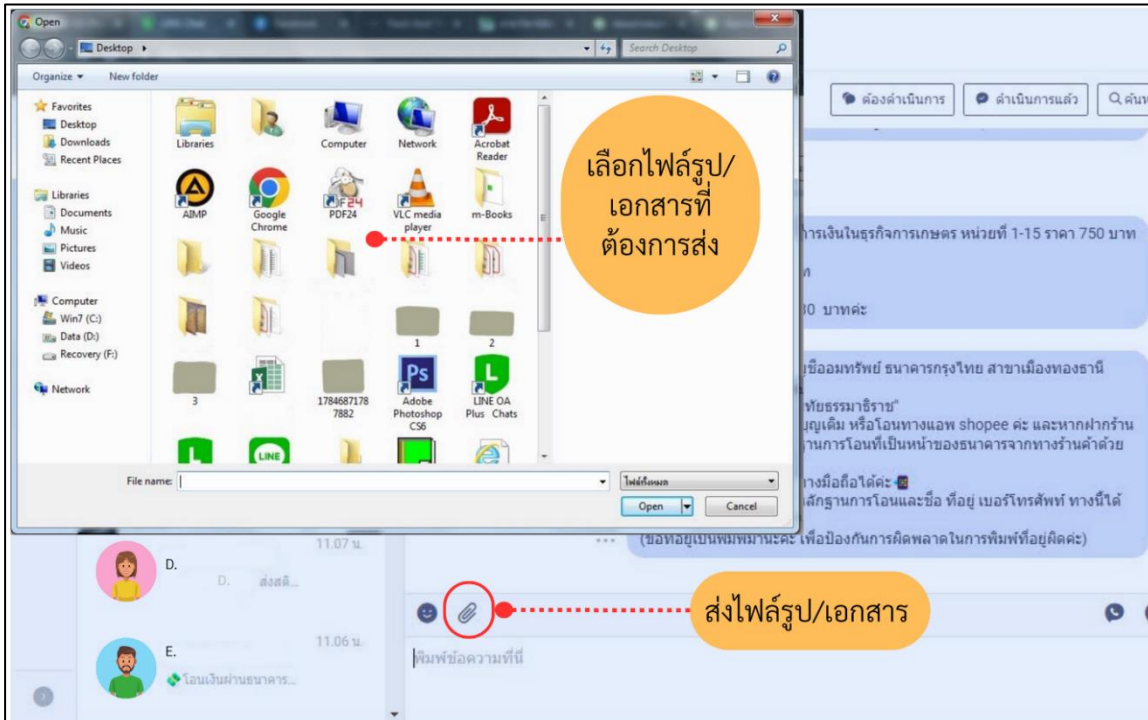 Open
Desktop
Search Desktop
Organize
New folder
Favorites
Desktop
Downloads
Recent Places
Libraries
Documents
Music
Pictures
Videos
Computer
Win7 (C:)
Data (D:)
Recovery (F:)
Network
Libraries
Computer
Network
Acrobat
Reader
AIMP
Google
Chrome
PDF24
VLC media
player
m-Books
1
2
3
1784687178
7882
Adobe
Photoshop
CS6
LINE OA
Plus Chats
File name:
ไฟล์ทั้งหมด
Open
Cancel
เลือกไฟล์รูป/
เอกสารที่
ต้องการส่ง
ต้องดำเนินการ
ดำเนินการแล้ว
การเงินในธุรกิจการเกษตร หน่วยที่ 1-15 ราคา 750 บาท
บาทค่ะ
ออมทรัพย์ ธนาคารกรุงไทย สาขาเมืองทองธานี
ทัยธรรมาธิราช"
หรือโอนทางแอพ shopee ค่ะ และหากฝากร้าน
านการโอนที่เป็นหน้าของธนาคารจากทางร้านค้าด้วย
างมือถือได้ค่ะ
ลักฐานการโอนและชื่อ ที่อยู่ เบอร์โทรศัพท์ ทางนี้ได้
(ขอที่อยู่เป็นพิมพ์มานะคะ เพื่อป้องกันการผิดพลาดในการพิมพ์ที่อยู่ผิดค่ะ)
11.07 น.
D.
D. ส่งสติ...
11.06 น.
E.
โอนเงินผ่านธนาคาร...
ส่งไฟล์รูป/เอกสาร
พิมพ์ข้อความที่นี่